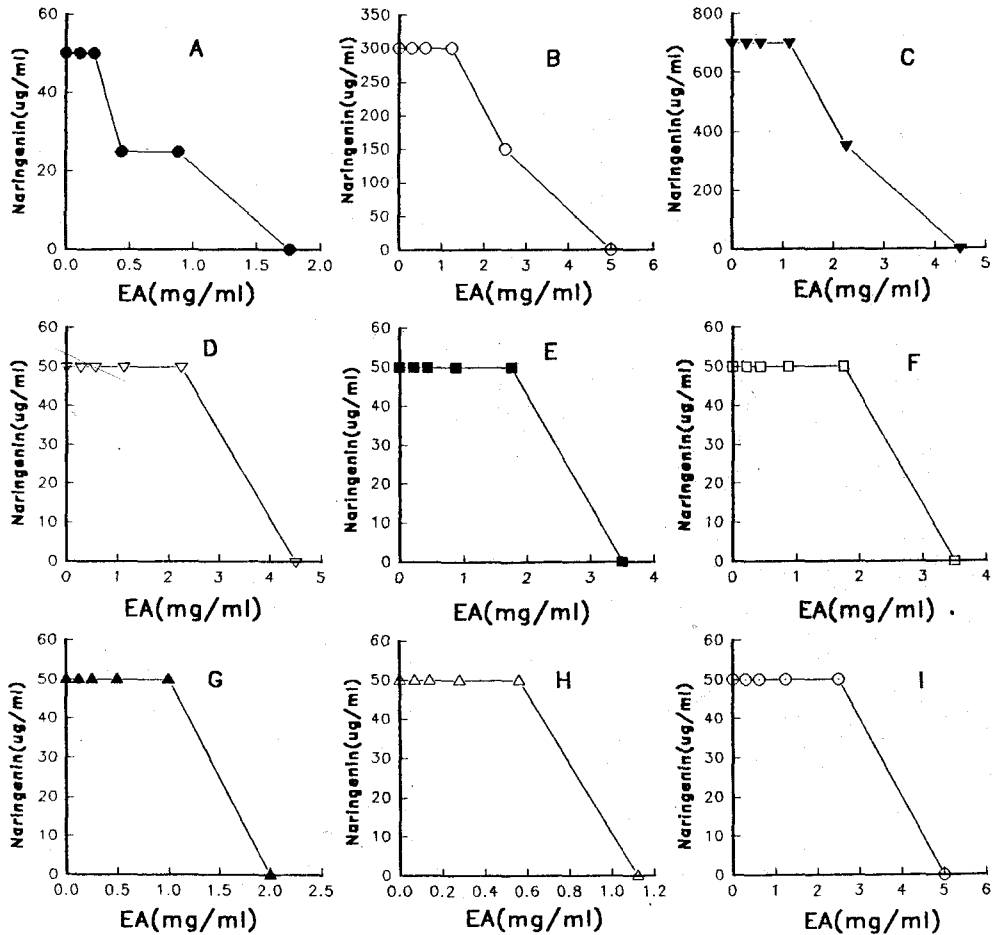 A
Naringenin(ug/ml)
60
40
20
0
0.0 0.5 1.0 1.5 2.0
EA(mg/ml)
B
Naringenin(ug/ml)
350
300
250
200
150
100
50
0
0 1 2 3 4 5 6
EA(mg/ml)
C
Naringenin(ug/ml)
800
600
400
200
0
0 1 2 3 4 5
EA(mg/ml)
D
Naringenin(ug/ml)
60
50
40
30
20
10
0
0 1 2 3 4 5
EA(mg/ml)
E
Naringenin(ug/ml)
60
50
40
30
20
10
0
0 1 2 3 4
EA(mg/ml)
F
Naringenin(ug/ml)
60
50
40
30
20
10
0
0 1 2 3 4
EA(mg/ml)
G
Naringenin(ug/ml)
60
50
40
30
20
10
0
0.0 0.5 1.0 1.5 2.0 2.5
EA(mg/ml)
H
Naringenin(ug/ml)
60
50
40
30
20
10
0
0.0 0.2 0.4 0.6 0.8 1.0 1.2
EA(mg/ml)
I
Naringenin(ug/ml)
60
50
40
30
20
10
0
0 1 2 3 4 5 6
EA(mg/ml)